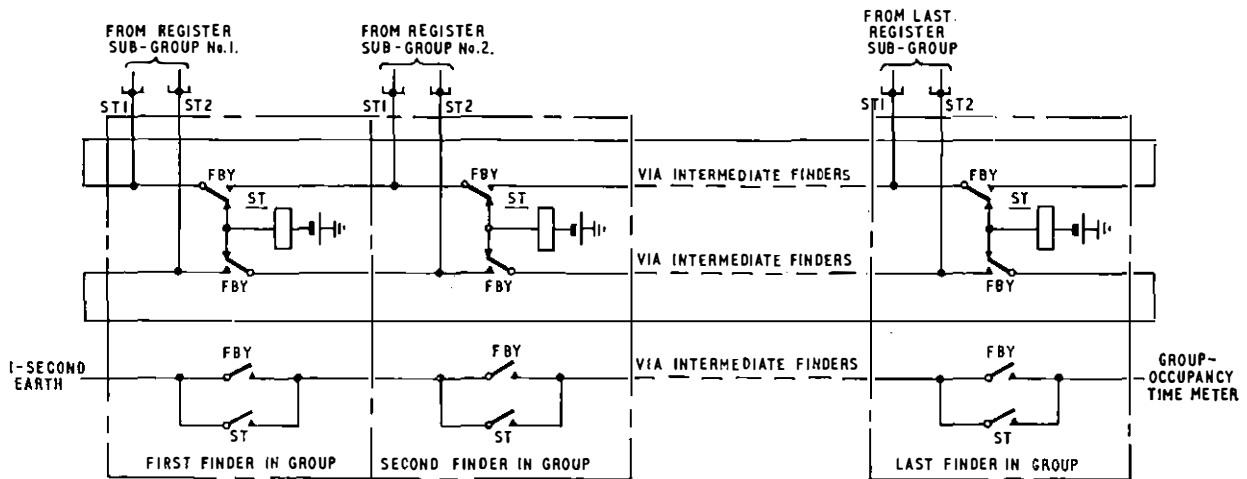 FROM REGISTER
SUB-GROUP No.1.
FROM REGISTER
SUB-GROUP No.2.
FROM LAST.
REGISTER
SUB-GROUP
ST1
ST2
ST1
ST2
ST1
ST2
FBY
ST
FBY
ST
VIA INTERMEDIATE FINDERS
FBY
ST
FBY
FBY
VIA INTERMEDIATE FINDERS
FBY
1-SECOND
EARTH
FBY
ST
FBY
ST
VIA INTERMEDIATE FINDERS
FBY
ST
GROUP-
OCCUPANCY
TIME METER
FIRST FINDER IN GROUP
SECOND FINDER IN GROUP
LAST FINDER IN GROUP